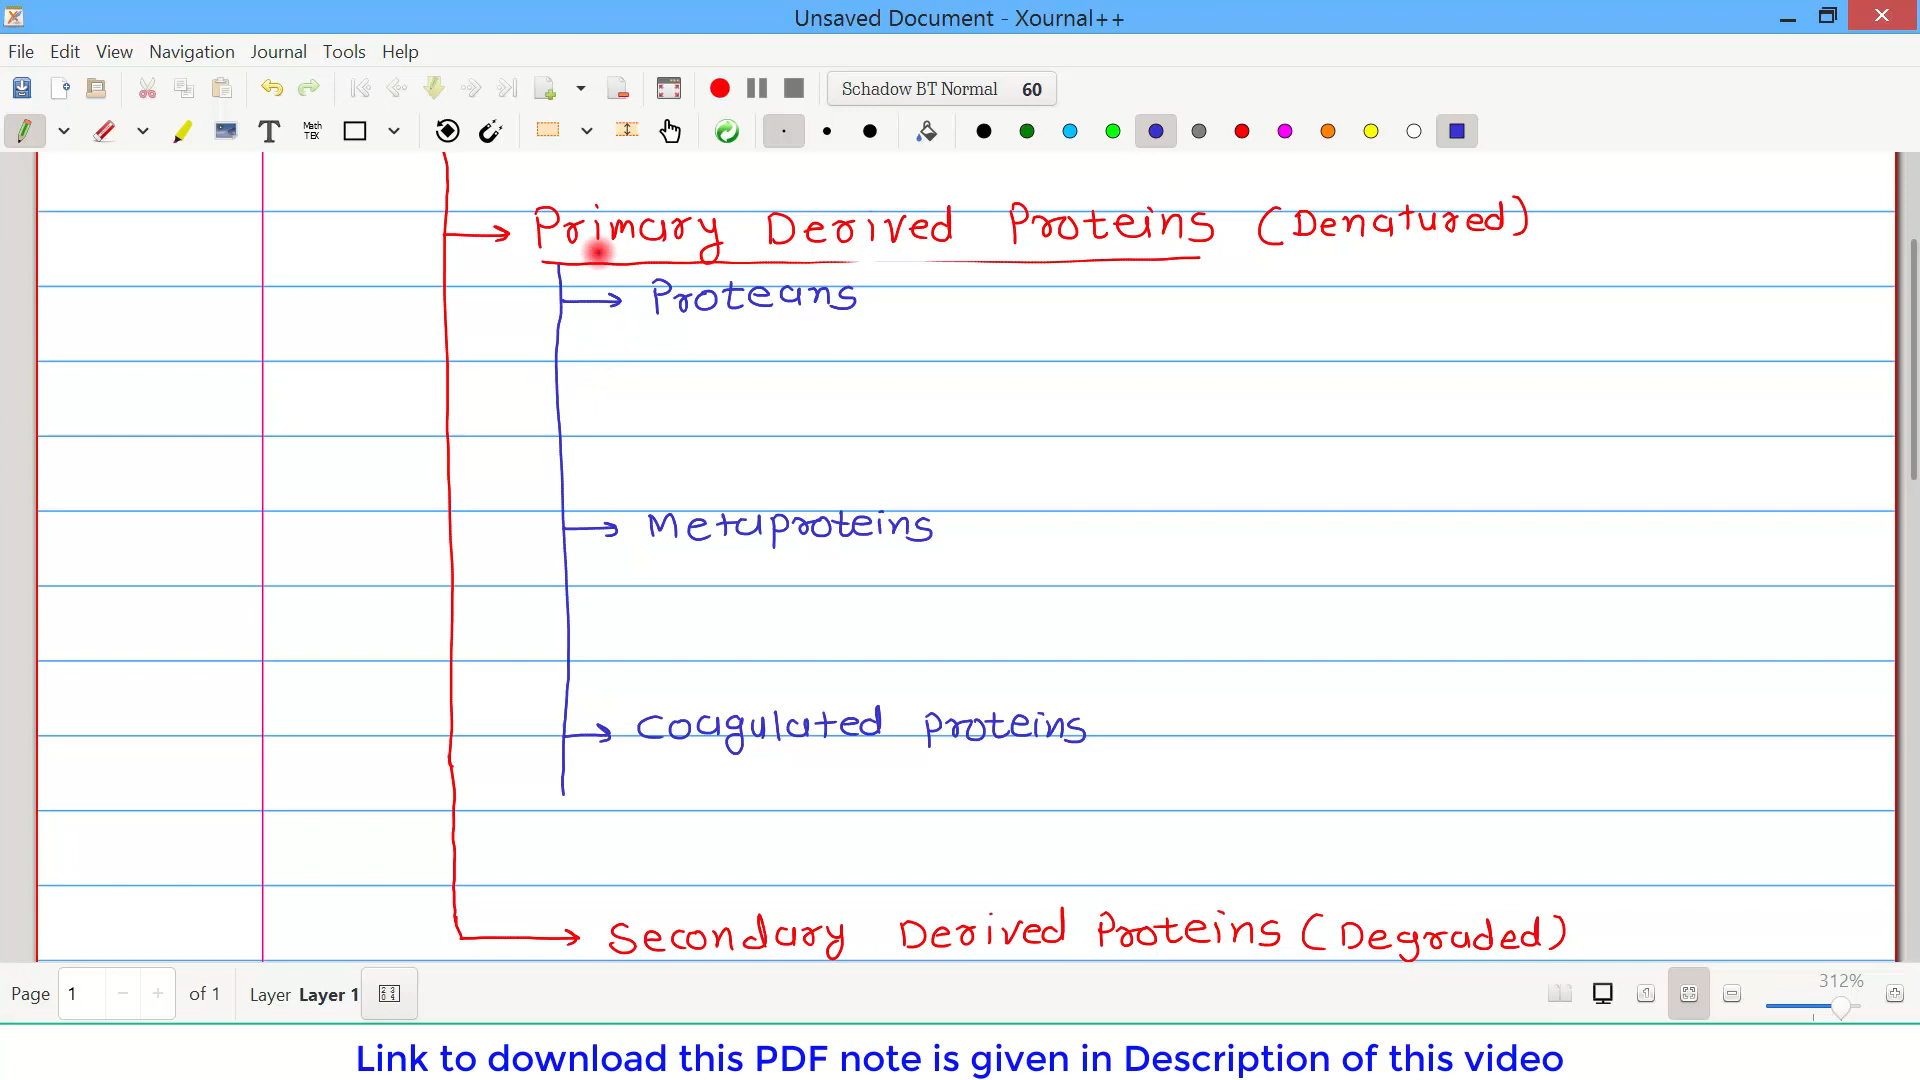 Unsaved Document - Xournal++
File Edit View Navigation Journal Tools Help
Schadow BT Normal 60
Math TEX
Primary Derived Proteins (Denatured)
Proteans
Metaproteins
Coagulated proteins
Secondary Derived Proteins (Degraded)
Page 1 of 1 Layer Layer 1
312%
Link to download this PDF note is given in Description of this video